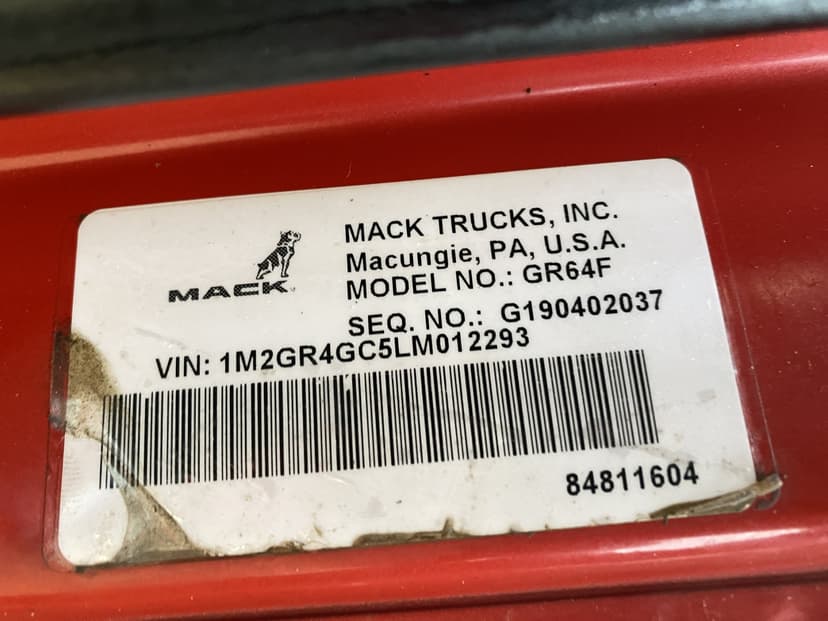 MACK
MACK TRUCKS, INC.
Macungie, PA, U.S.A.
MODEL NO.: GR64F
SEQ. NO.: G190402037
VIN: 1M2GR4GC5LM012293
84811604